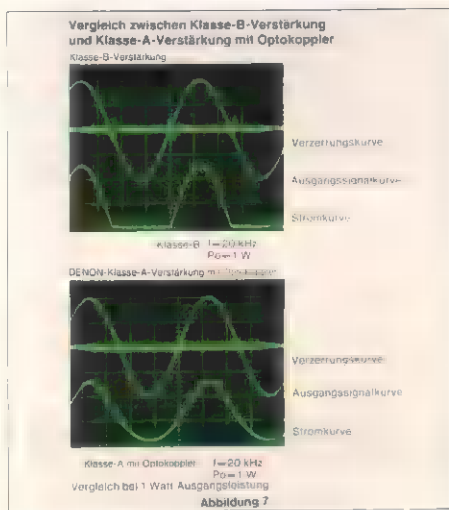 Vergleich zwischen Klasse-B-Verstärkung
und Klasse-A-Verstärkung mit Optokoppler
Klasse-B-Verstärkung
Verzerrungskurve
Ausgangssignalkurve
Stromkurve
Klasse-B f=20 kHz
Po=1 W
DENON-Klasse-A-Verstärkung mit Optokoppler
Verzerrungskurve
Ausgangssignalkurve
Stromkurve
Klasse-A mit Optokoppler f=20 kHz
Po=1 W
Vergleich bei 1 Watt Ausgangsleistung
Abbildung 7